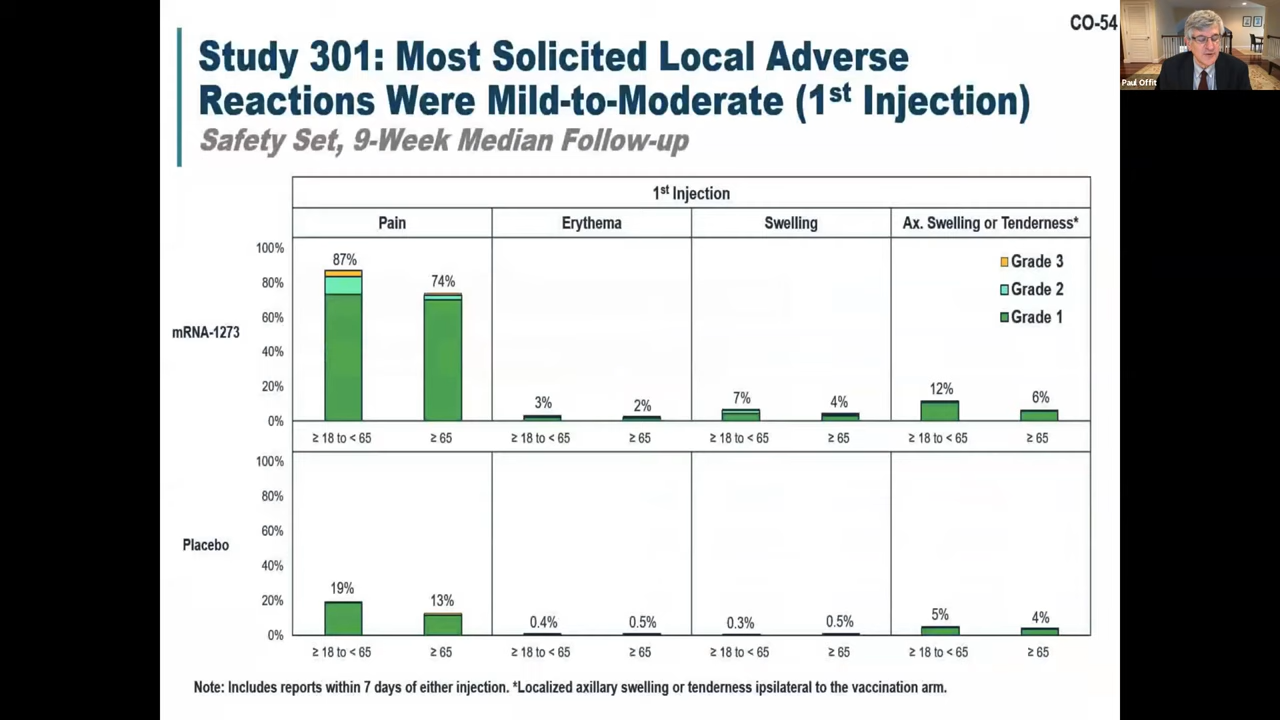 CO-54
Paul Offit
Study 301: Most Solicited Local Adverse
Reactions Were Mild-to-Moderate (1st Injection)
Safety Set, 9-Week Median Follow-up
1st Injection
Pain Erythema Swelling Ax. Swelling or Tenderness*
mRNA-1273
100%
80%
60%
40%
20%
0%
87% 74% 3% 2% 7% 4% 12% 6%
Grade 3
Grade 2
Grade 1
≥ 18 to < 65 ≥ 65 ≥ 18 to < 65 ≥ 65 ≥ 18 to < 65 ≥ 65 ≥ 18 to < 65 ≥ 65
Placebo
100%
80%
60%
40%
20%
0%
19% 13% 0.4% 0.5% 0.3% 0.5% 5% 4%
≥ 18 to < 65 ≥ 65 ≥ 18 to < 65 ≥ 65 ≥ 18 to < 65 ≥ 65 ≥ 18 to < 65 ≥ 65
Note: Includes reports within 7 days of either injection. *Localized axillary swelling or tenderness ipsilateral to the vaccination arm.